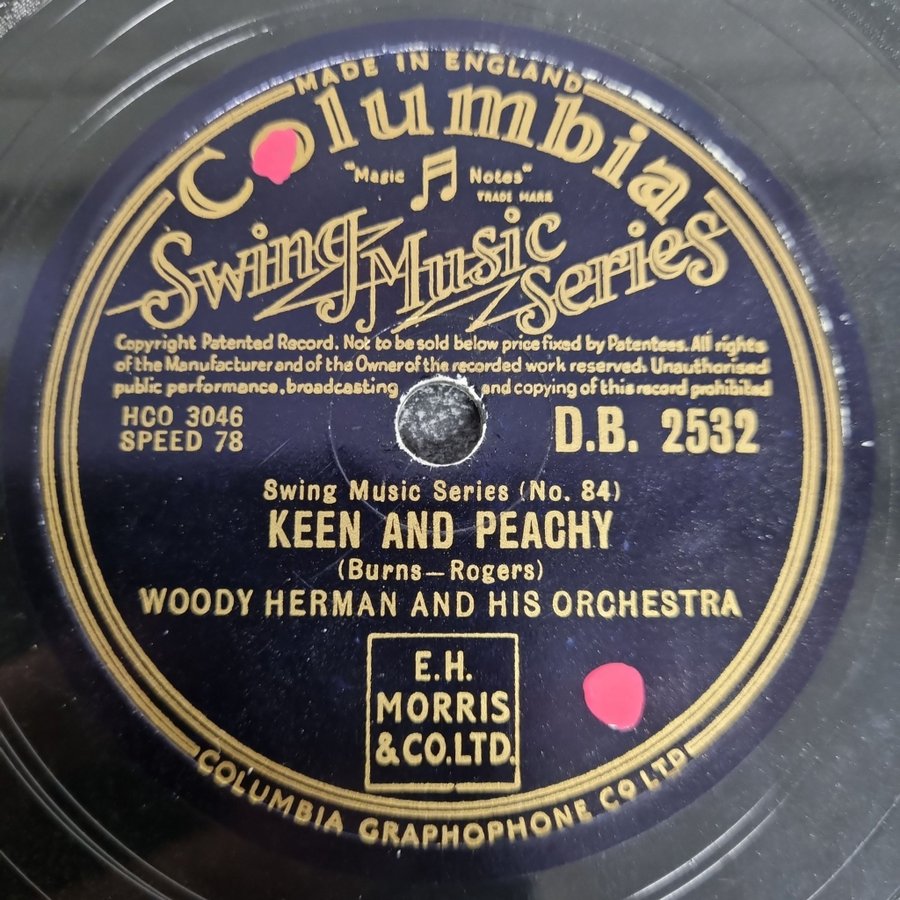 MADE IN ENGLAND
Columbia
"Magic Notes"
TRADE MARK
Swing Music Series
Copyright Patented Record. Not to be sold below price fixed by Patentees. All rights
of the Manufacturer and of the Owner of the recorded work reserved. Unauthorised
public performance, broadcasting and copying of this record prohibited
HCO 3046
SPEED 78
D.B. 2532
Swing Music Series (No. 84)
KEEN AND PEACHY
(Burns—Rogers)
WOODY HERMAN AND HIS ORCHESTRA
E.H.
MORRIS
& CO. LTD.
COLUMBIA GRAPHOPHONE CO LTD